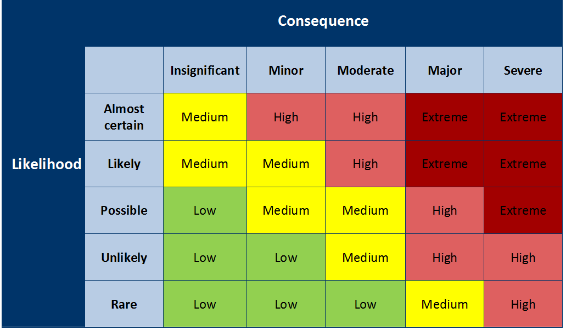 Consequence
Insignificant Minor Moderate Major Severe
Almost
certain Medium High High Extreme Extreme
Likelihood Likely Medium Medium High Extreme Extreme
Possible Low Medium Medium High Extreme
Unlikely Low Low Medium High High
Rare Low Low Low Medium High